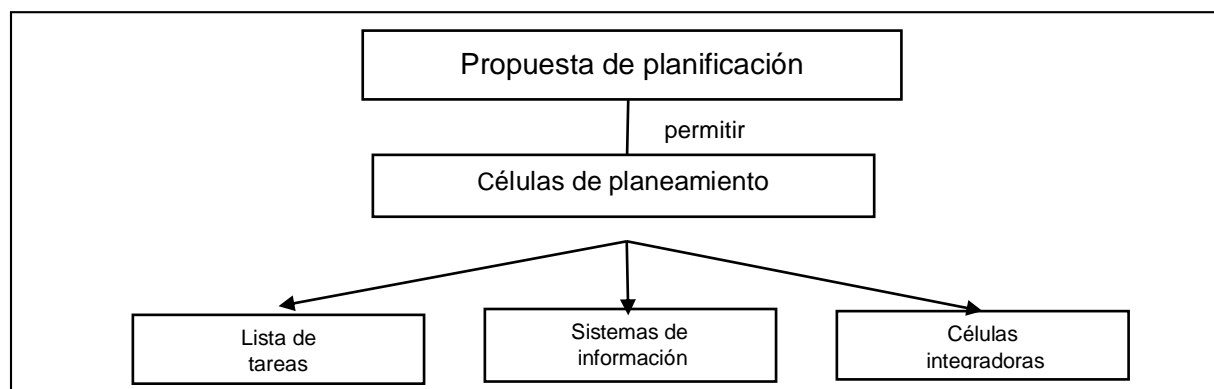 Propuesta de planificación
permitir
Células de planeamiento
Lista de
tareas
Sistemas de
información
Células
integradoras